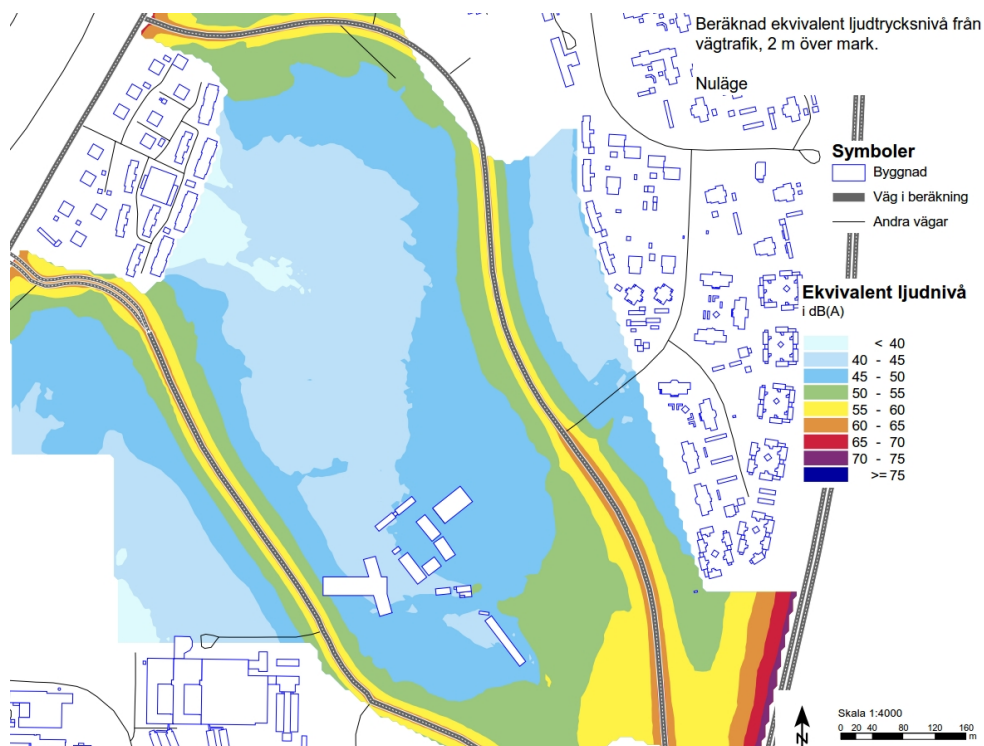 Beräknad ekvivalent ljudtrycksnivå från
vägtrafik, 2 m över mark.
Nuläge
Symboler
Byggnad
Väg i beräkning
Andra vägar
Ekvivalent ljudnivå
i dB(A)
< 40
40 - 45
45 - 50
50 - 55
55 - 60
60 - 65
65 - 70
70 - 75
>= 75
Skala 1:4000
0 20 40 80 120 160
m
N